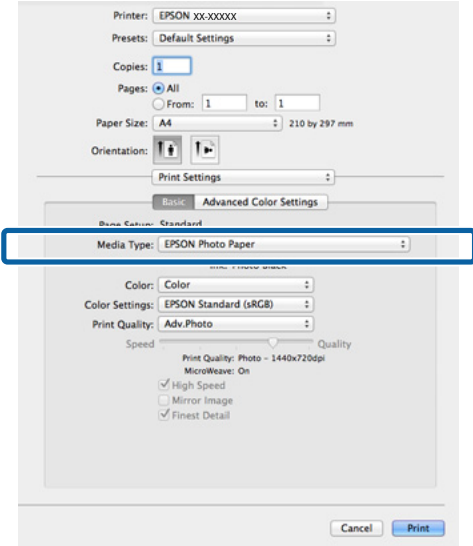 Printer: EPSON XX-XXXXX
Presets: Default Settings
Copies: 1
Pages: All
From: 1 to: 1
Paper Size: A4 210 by 297 mm
Orientation:
Print Settings
Basic Advanced Color Settings
Page Setup: Standard
Media Type: EPSON Photo Paper
Ink: Photo Black
Color: Color
Color Settings: EPSON Standard (sRGB)
Print Quality: Adv.Photo
Speed Quality
Print Quality: Photo - 1440x720dpi
MicroWeave: On
High Speed
Mirror Image
Finest Detail
Cancel Print